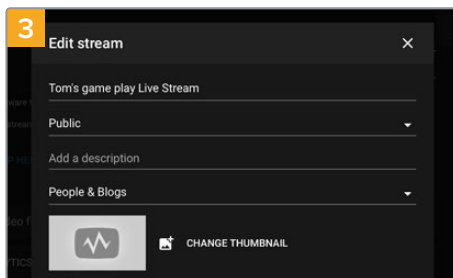 3
Edit stream
Tom's game play Live Stream
Public
Add a description
People & Blogs
CHANGE THUMBNAIL